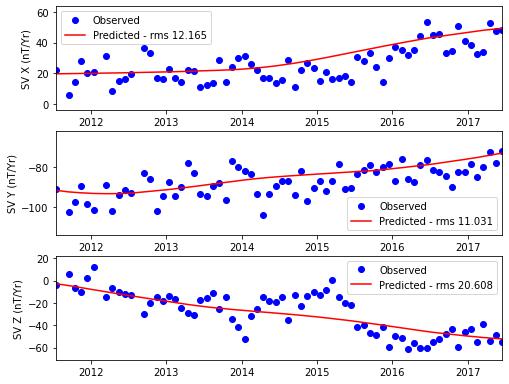 60
40
20
0
SV X (nT/Yr)
Observed
Predicted - rms 12.165
2012 2013 2014 2015 2016 2017
−80
−100
SV Y (nT/Yr)
Observed
Predicted - rms 11.031
2012 2013 2014 2015 2016 2017
20
0
−20
−40
−60
SV Z (nT/Yr)
Observed
Predicted - rms 20.608
2012 2013 2014 2015 2016 2017